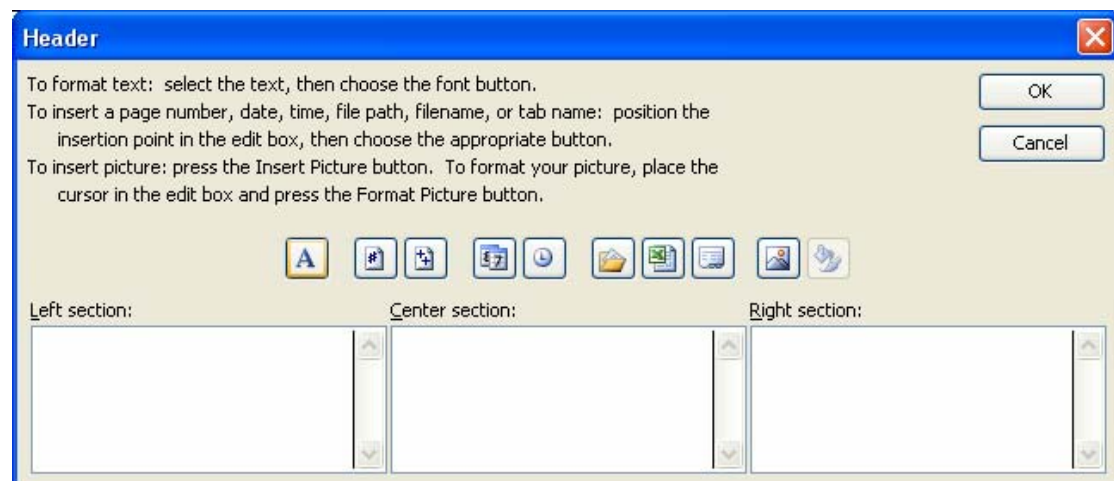 Header
To format text: select the text, then choose the font button.
To insert a page number, date, time, file path, filename, or tab name: position the
insertion point in the edit box, then choose the appropriate button.
To insert picture: press the Insert Picture button. To format your picture, place the
cursor in the edit box and press the Format Picture button.
OK
Cancel
A
Left section:
Center section:
Right section: